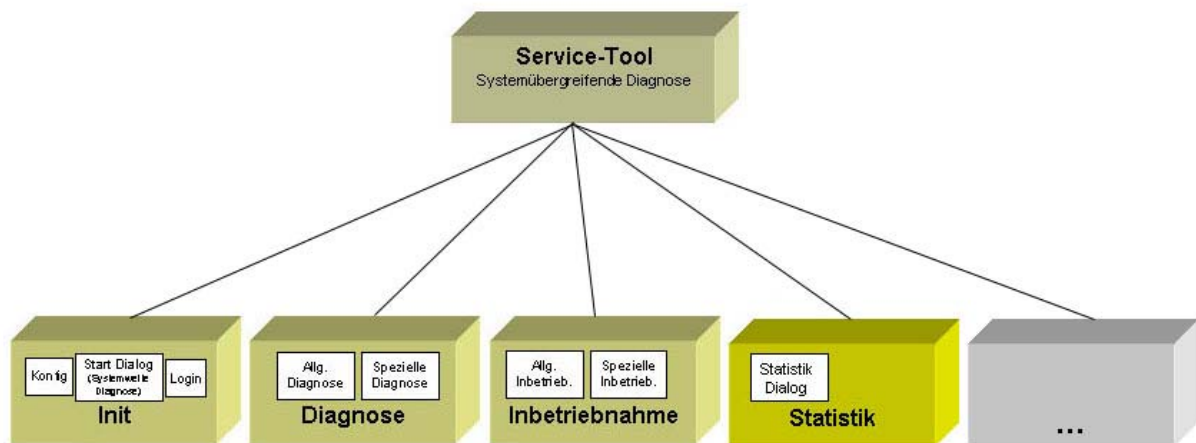 Service-Tool
Systemübergreifende Diagnose
Konfig
Start Dialog
(Systemweite
Diagnose)
Login
Init
Allg.
Diagnose
Spezielle
Diagnose
Diagnose
Allg.
Inbetrieb.
Spezielle
Inbetrieb.
Inbetriebnahme
Statistik
Dialog
Statistik
...